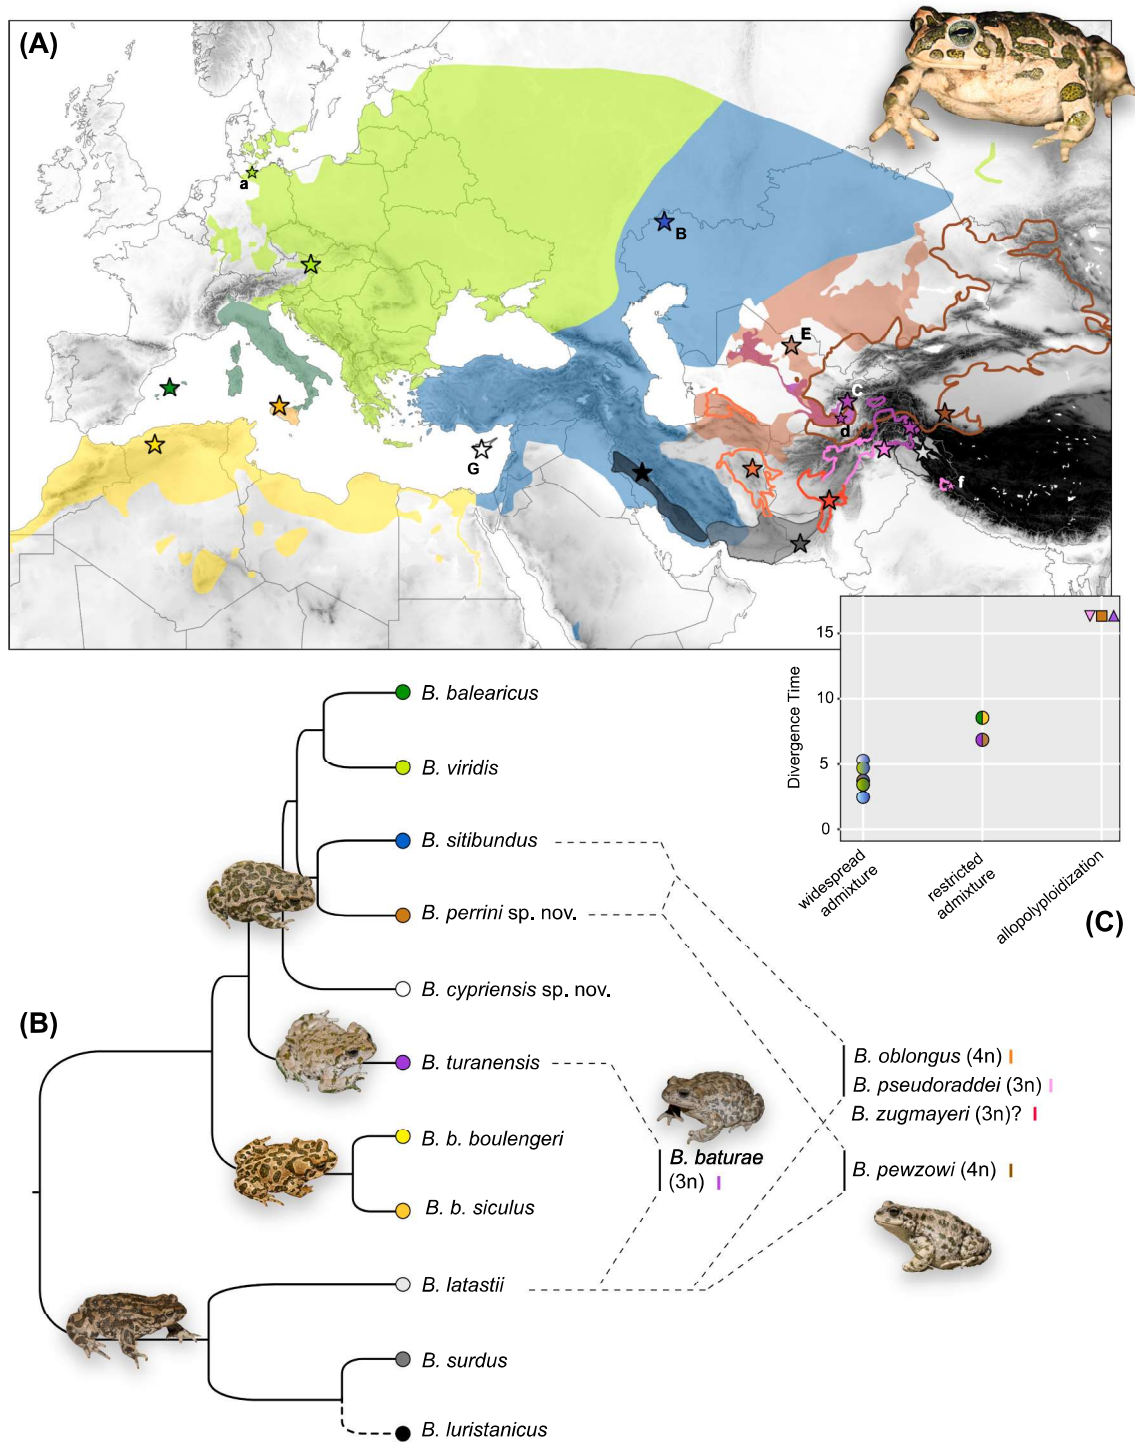 (A)
a
B
E
C
d
G
f
15
10
5
0
Divergence Time
widespread
admixture
restricted
admixture
allopolyploidization
(C)
B. balearicus
B. viridis
B. sitibundus
B. perrini sp. nov.
B. cypriensis sp. nov.
(B)
B. turanensis
B. oblongus (4n)
B. pseudoraddei (3n)
B. zugmayeri (3n)?
B. b. boulengeri
B. baturae
(3n)
B. pewzowi (4n)
B. b. siculus
B. latastii
B. surdus
B. luristanicus